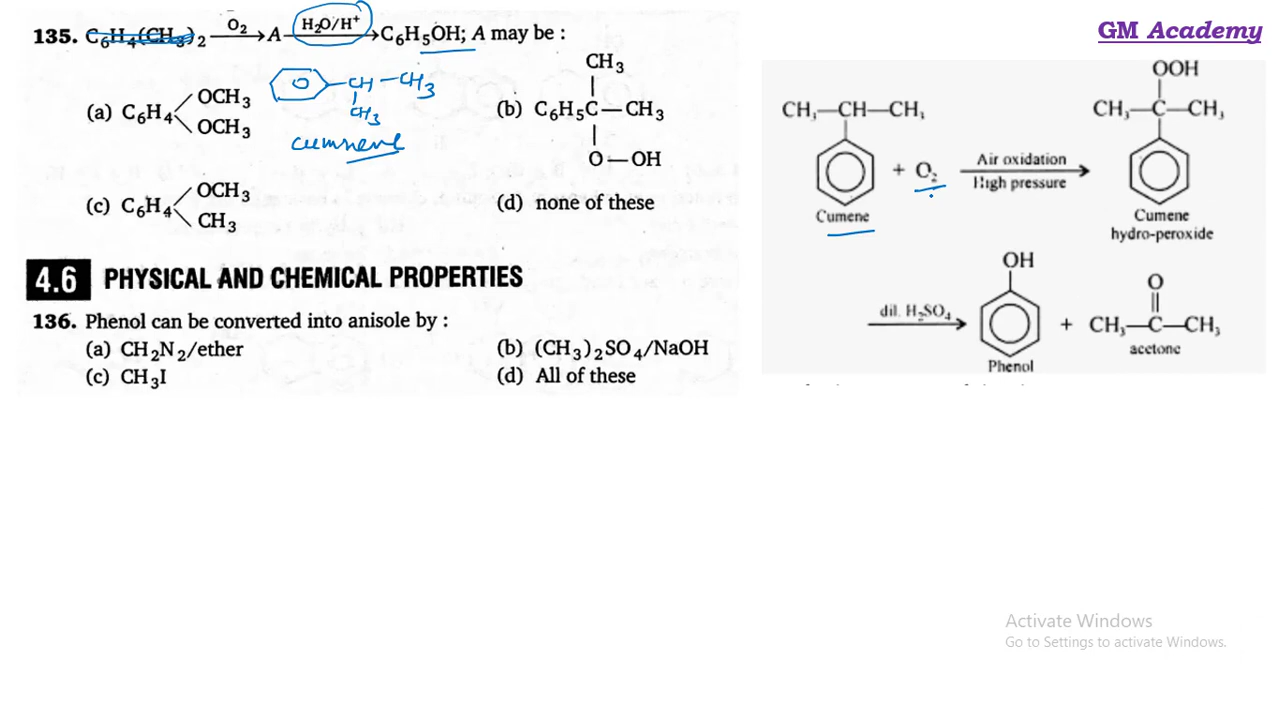 GM Academy
135. C6H4(CH3)2 —O2→ A —H2O/H+→ C6H5OH; A may be :
CH – CH3
CH3
cumnene
(a) C6H4 OCH3
OCH3
(b) C6H5C — CH3
CH3
O—OH
(c) C6H4 OCH3
CH3
(d) none of these
4.6 PHYSICAL AND CHEMICAL PROPERTIES
136. Phenol can be converted into anisole by :
(a) CH2N2/ether
(b) (CH3)2SO4/NaOH
(c) CH3I
(d) All of these
OOH
CH3—CH—CH3
CH3—C—CH3
+ O2
Air oxidation
High pressure
Cumene
Cumene
hydro-peroxide
OH
O
dil. H2SO4
+ CH3—C—CH3
acetone
Phenol
Activate Windows
Go to Settings to activate Windows.